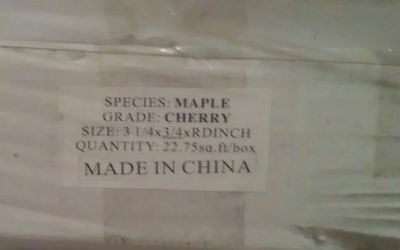 SPECIES: MAPLE
GRADE: CHERRY
SIZE: 3 1/4x3/4xRDINCH
QUANTITY: 22.75sq.ft/box
MADE IN CHINA